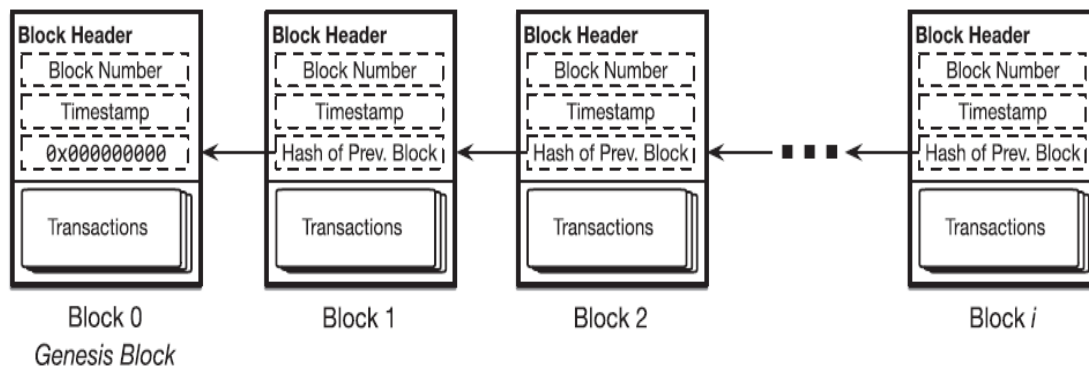 Block Header
Block Number
Timestamp
0x000000000
Transactions
Block 0
Genesis Block
Block Header
Block Number
Timestamp
Hash of Prev. Block
Transactions
Block 1
Block Header
Block Number
Timestamp
Hash of Prev. Block
Transactions
Block 2
Block Header
Block Number
Timestamp
Hash of Prev. Block
Transactions
Block i